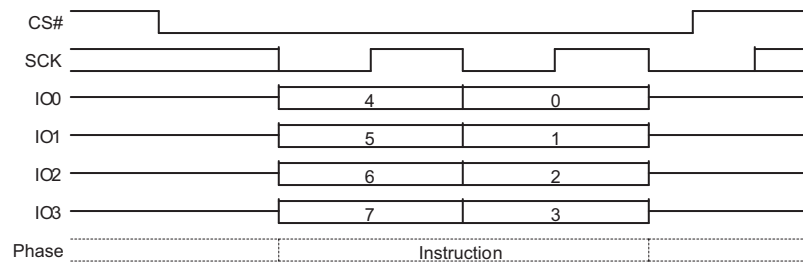 CS#
SCK
IO0 4 0
IO1 5 1
IO2 6 2
IO3 7 3
Phase Instruction